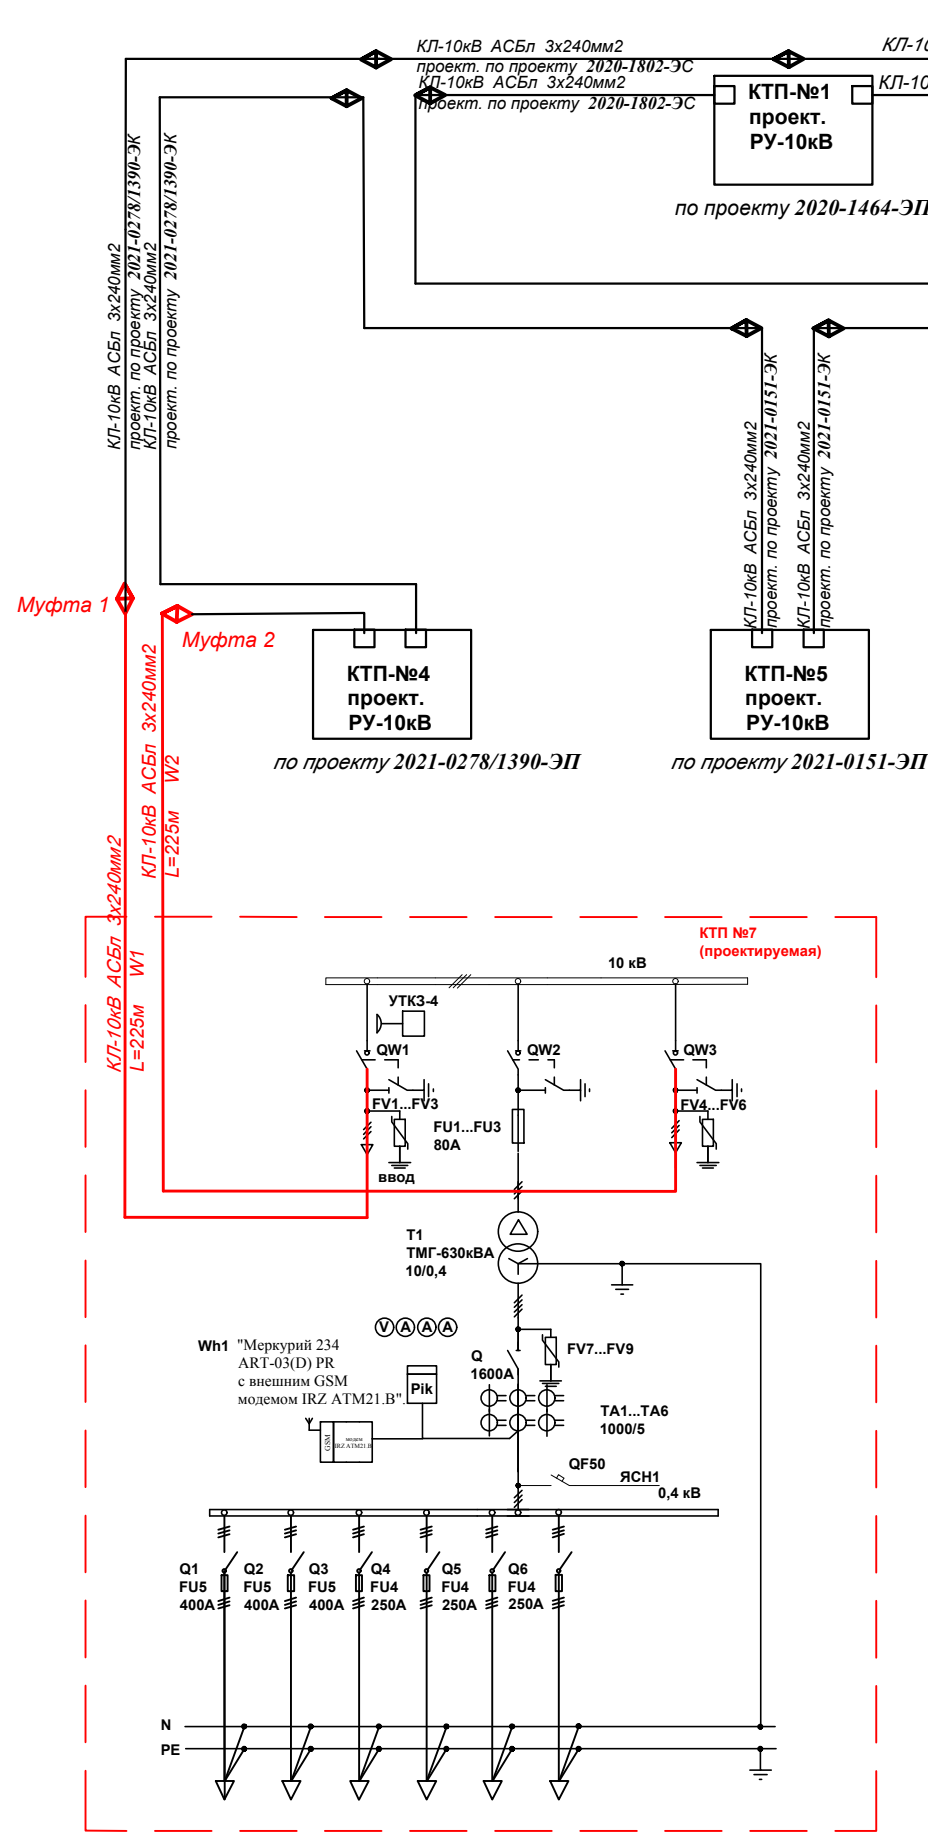 КЛ-10кВ АСБл 3х240мм2
проект. по проекту 2020-1802-ЭС
КЛ-10кВ АСБл 3х240мм2
проект. по проекту 2020-1802-ЭС
КЛ-10
КЛ-10
КТП-№1
проект.
РУ-10кВ
по проекту 2020-1464-ЭП
КЛ-10кВ АСБл 3х240мм2
проект. по проекту 2021-0278/1390-ЭК
КЛ-10кВ АСБл 3х240мм2
проект. по проекту 2021-0278/1390-ЭК
КЛ-10кВ АСБл 3х240мм2
проект. по проекту 2021-0151-ЭК
КЛ-10кВ АСБл 3х240мм2
проект. по проекту 2021-0151-ЭК
Муфта 1
Муфта 2
КТП-№4
проект.
РУ-10кВ
по проекту 2021-0278/1390-ЭП
КТП-№5
проект.
РУ-10кВ
по проекту 2021-0151-ЭП
КЛ-10кВ АСБл 3х240мм2
L=225м W2
КЛ-10кВ АСБл 3х240мм2
L=225м W1
КТП №7
(проектируемая)
10 кВ
УТКЗ-4
QW1
QW2
QW3
FV1...FV3
FV4...FV6
FU1...FU3
80А
ввод
Т1
ТМГ-630кВА
10/0,4
V А А А
Wh1 "Меркурий 234
ART-03(D) PR
с внешним GSM
модемом IRZ ATM21.B".
Pik
GSM
модем
IRZ ATM21.B
Q
1600А
FV7...FV9
ТА1...ТА6
1000/5
QF50
ЯСН1
0,4 кВ
Q1
FU5
400А
Q2
FU5
400А
Q3
FU5
400А
Q4
FU4
250А
Q5
FU4
250А
Q6
FU4
250А
N
PE